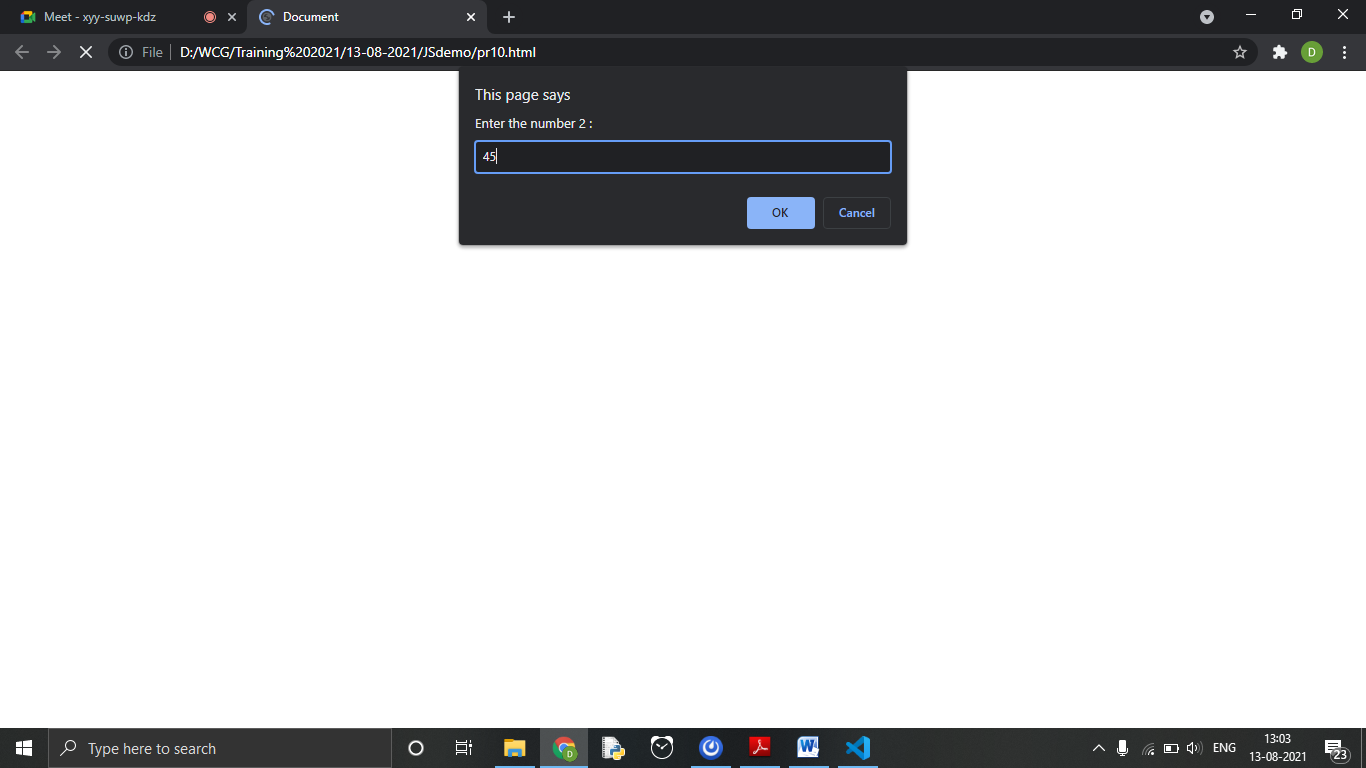 Meet - xyy-suwp-kdz
Document
File
D:/WCG/Training%202021/13-08-2021/JSdemo/pr10.html
D
This page says
Enter the number 2 :
45
OK
Cancel
Type here to search
D
W
ENG
13:03
13-08-2021
23